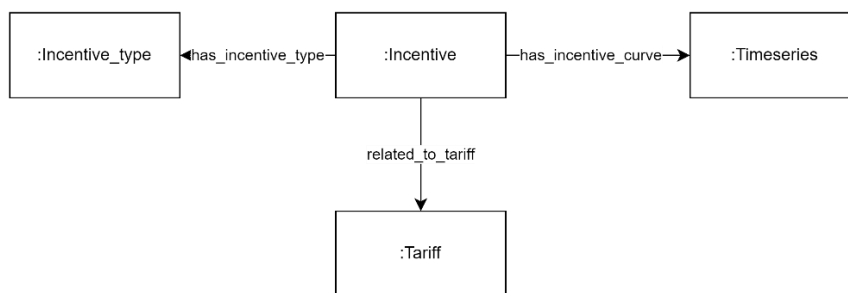 :Incentive_type
has_incentive_type
:Incentive
has_incentive_curve
:Timeseries
related_to_tariff
:Tariff